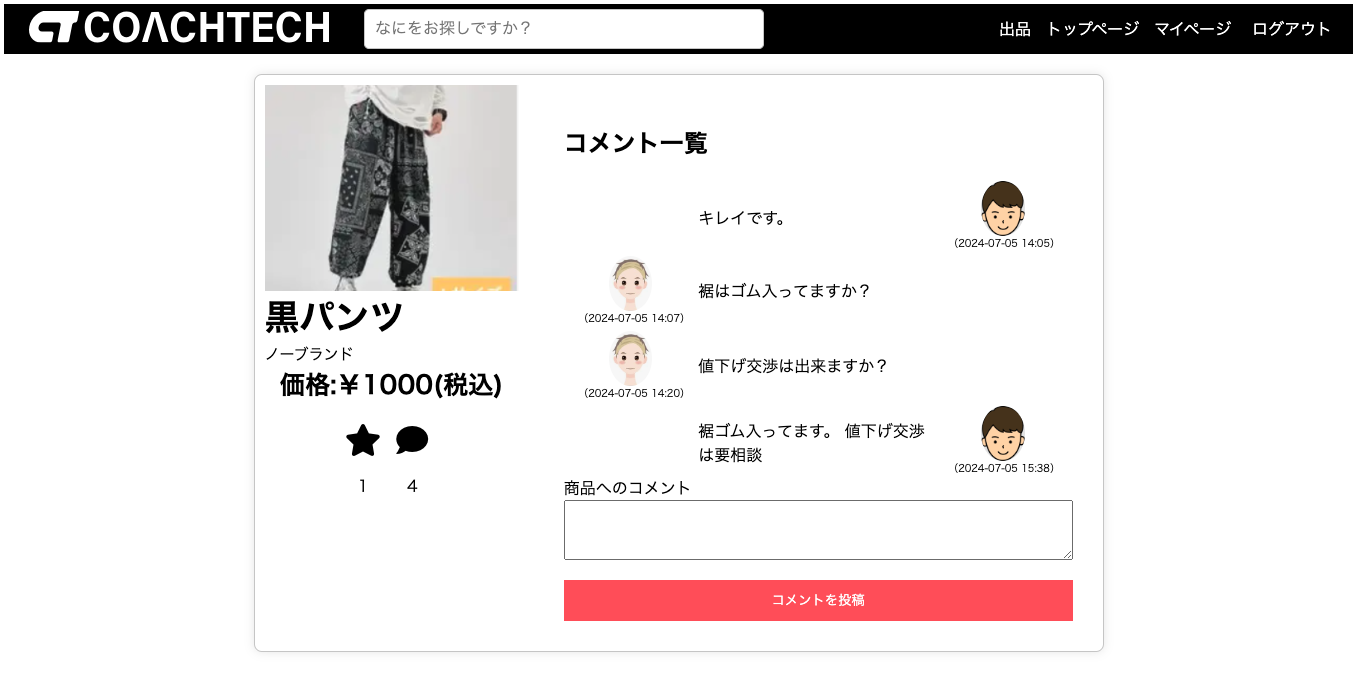 COACHTECH
なにをお探しですか？
出品 トップページ マイページ ログアウト
黒パンツ
ノーブランド
価格:￥1000(税込)
1 4
コメント一覧
キレイです。
(2024-07-05 14:05)
裾はゴム入ってますか？
(2024-07-05 14:07)
値下げ交渉は出来ますか？
(2024-07-05 14:20)
裾ゴム入ってます。 値下げ交渉
は要相談
(2024-07-05 15:38)
商品へのコメント
コメントを投稿